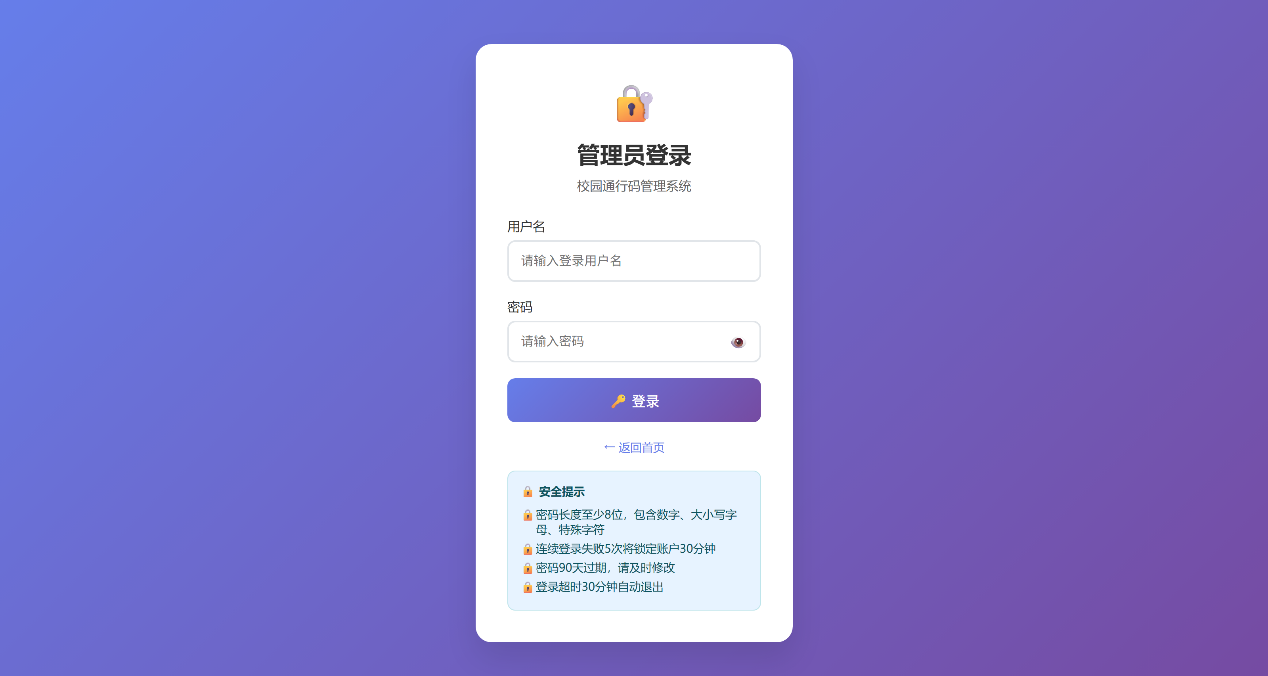 管理员登录
校园通行码管理系统
用户名
请输入登录用户名
密码
请输入密码
登录
← 返回首页
安全提示
密码长度至少8位，包含数字、大小写字
母、特殊字符
连续登录失败5次将锁定账户30分钟
密码90天过期，请及时修改
登录超时30分钟自动退出